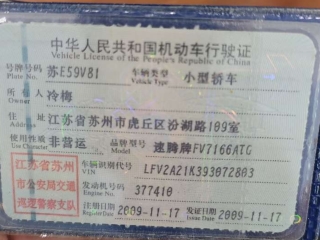 中华人民共和国机动车行驶证
Vehicle License of the People's Republic of China
号牌号码 苏E59V81 车辆类型 小型轿车
Plate No. Vehicle Type
所有人 冷梅
Owner
住址 江苏省苏州市虎丘区汾湖路109室
Address
使用性质 非营运 品牌型号 速腾牌FV7166ATG
Use Character Model
江苏省苏州市公安局交通巡逻警察支队
车辆识别代号 LFV2A21K393072803
VIN
发动机号码 377410
Engine No.
注册日期 2009-11-17 发证日期 2009-11-17
Register Date Issue Date